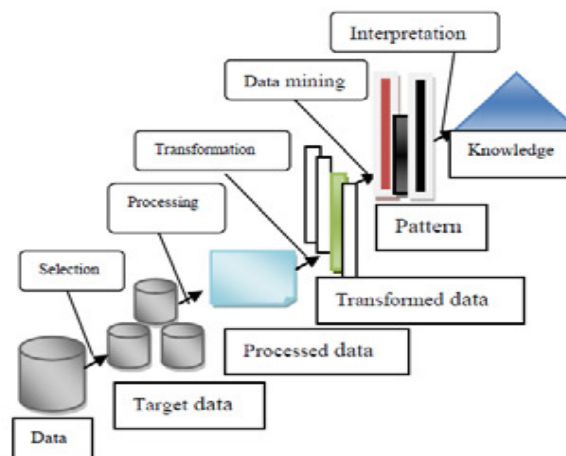 Interpretation
Data mining
Transformation
Knowledge
Processing
Pattern
Selection
Transformed data
Processed data
Target data
Data